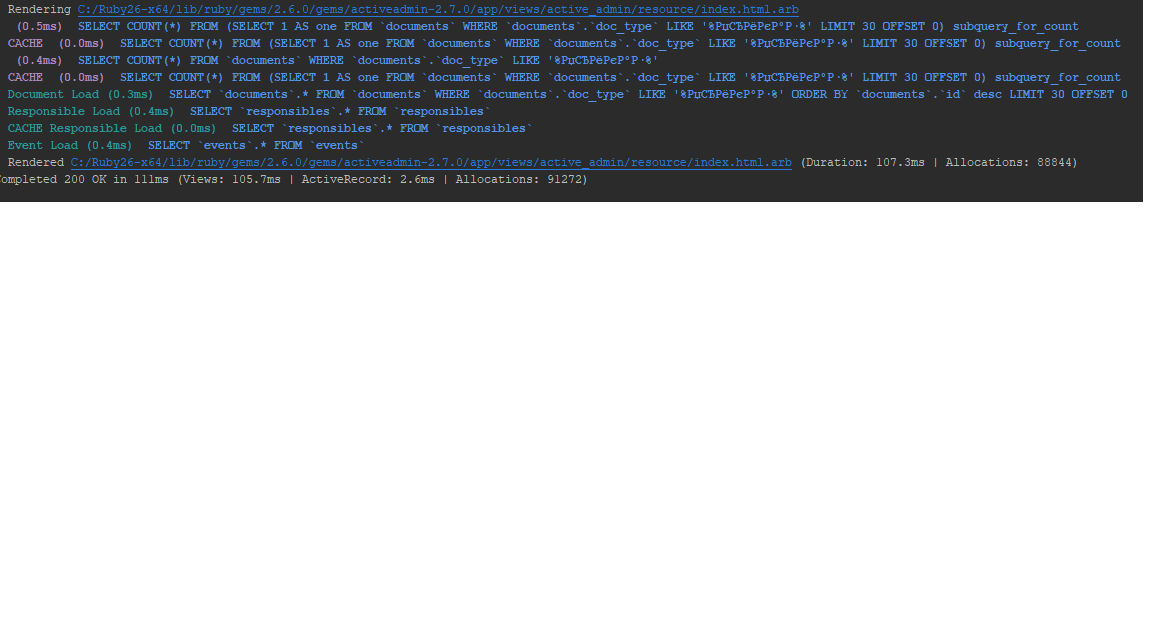 Rendering C:/Ruby26-x64/lib/ruby/gems/2.6.0/gems/activeadmin-2.7.0/app/views/active_admin/resource/index.html.arb
(0.5ms)  SELECT COUNT(*) FROM (SELECT 1 AS one FROM `documents` WHERE `documents`.`doc_type` LIKE '%РџСЂРёРєР°Р·%' LIMIT 30 OFFSET 0) subquery_for_count
CACHE  (0.0ms)  SELECT COUNT(*) FROM (SELECT 1 AS one FROM `documents` WHERE `documents`.`doc_type` LIKE '%РџСЂРёРєР°Р·%' LIMIT 30 OFFSET 0) subquery_for_count
(0.4ms)  SELECT COUNT(*) FROM `documents` WHERE `documents`.`doc_type` LIKE '%РџСЂРёРєР°Р·%'
CACHE  (0.0ms)  SELECT COUNT(*) FROM (SELECT 1 AS one FROM `documents` WHERE `documents`.`doc_type` LIKE '%РџСЂРёРєР°Р·%' LIMIT 30 OFFSET 0) subquery_for_count
Document Load (0.3ms)  SELECT `documents`.* FROM `documents` WHERE `documents`.`doc_type` LIKE '%РџСЂРёРєР°Р·%' ORDER BY `documents`.`id` desc LIMIT 30 OFFSET 0
Responsible Load (0.4ms)  SELECT `responsibles`.* FROM `responsibles`
CACHE Responsible Load (0.0ms)  SELECT `responsibles`.* FROM `responsibles`
Event Load (0.4ms)  SELECT `events`.* FROM `events`
Rendered C:/Ruby26-x64/lib/ruby/gems/2.6.0/gems/activeadmin-2.7.0/app/views/active_admin/resource/index.html.arb (Duration: 107.3ms | Allocations: 88844)
ompleted 200 OK in 111ms (Views: 105.7ms | ActiveRecord: 2.6ms | Allocations: 91272)